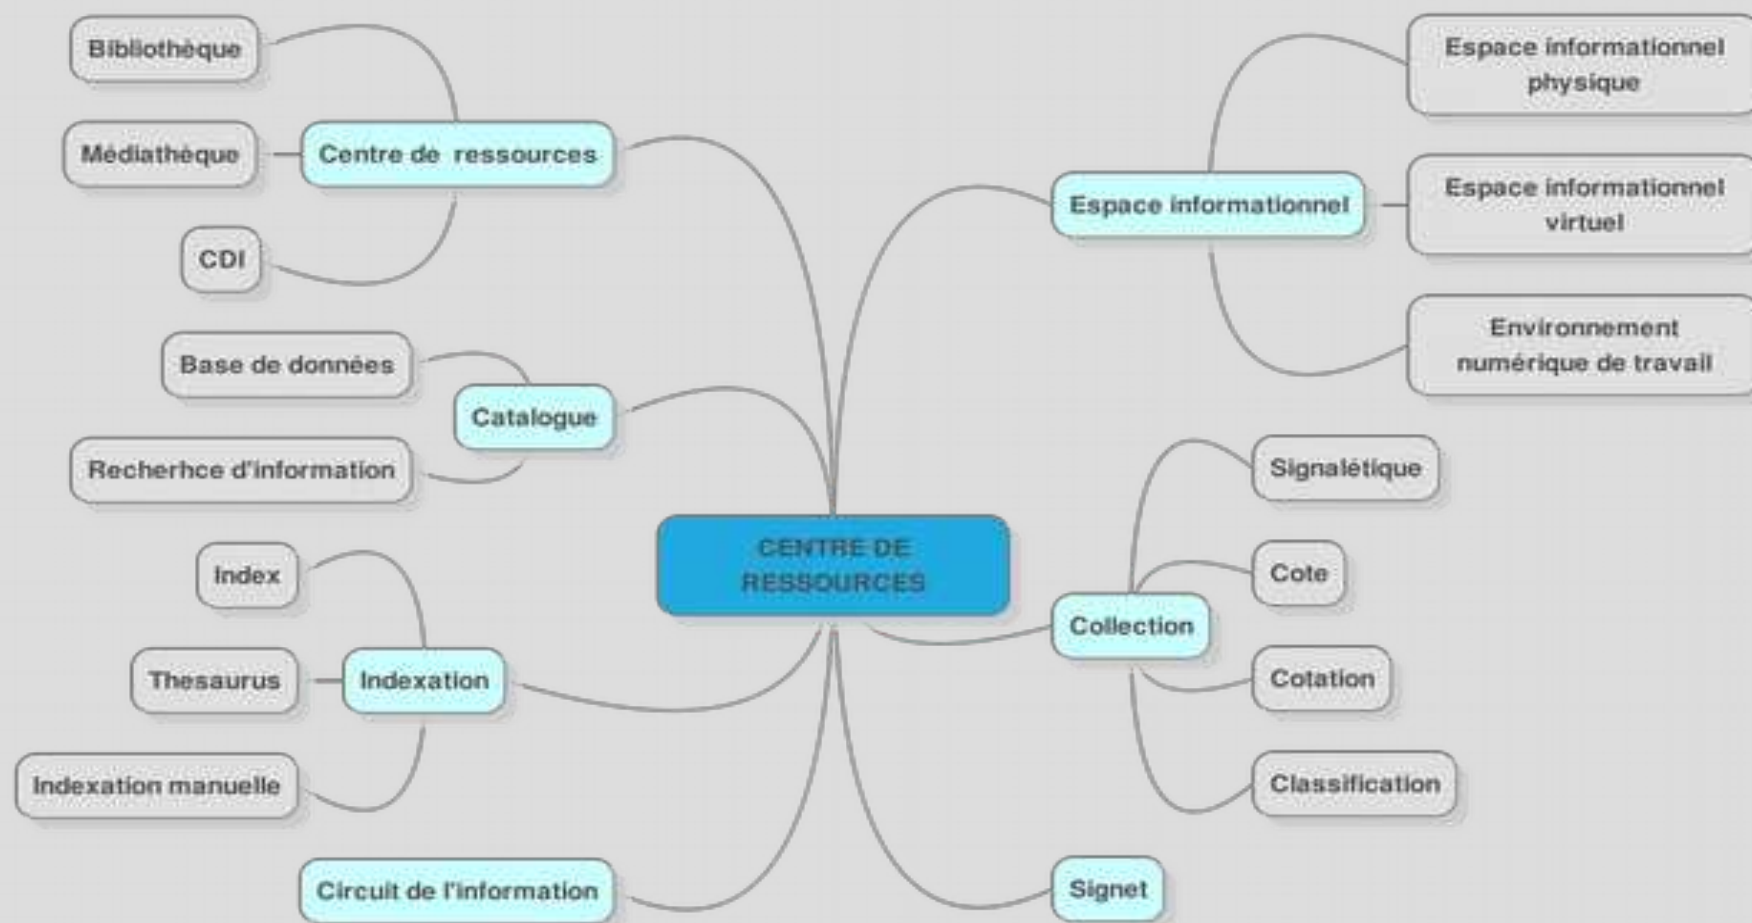 Bibliothèque
Médiathèque
Centre de ressources
CDI
Base de données
Catalogue
Recherhce d'information
Index
Thesaurus
Indexation
Indexation manuelle
Circuit de l'information
CENTRE DE
RESSOURCES
Espace informationnel
Espace informationnel
physique
Espace informationnel
virtuel
Environnement
numérique de travail
Collection
Signalétique
Cote
Cotation
Classification
Signet